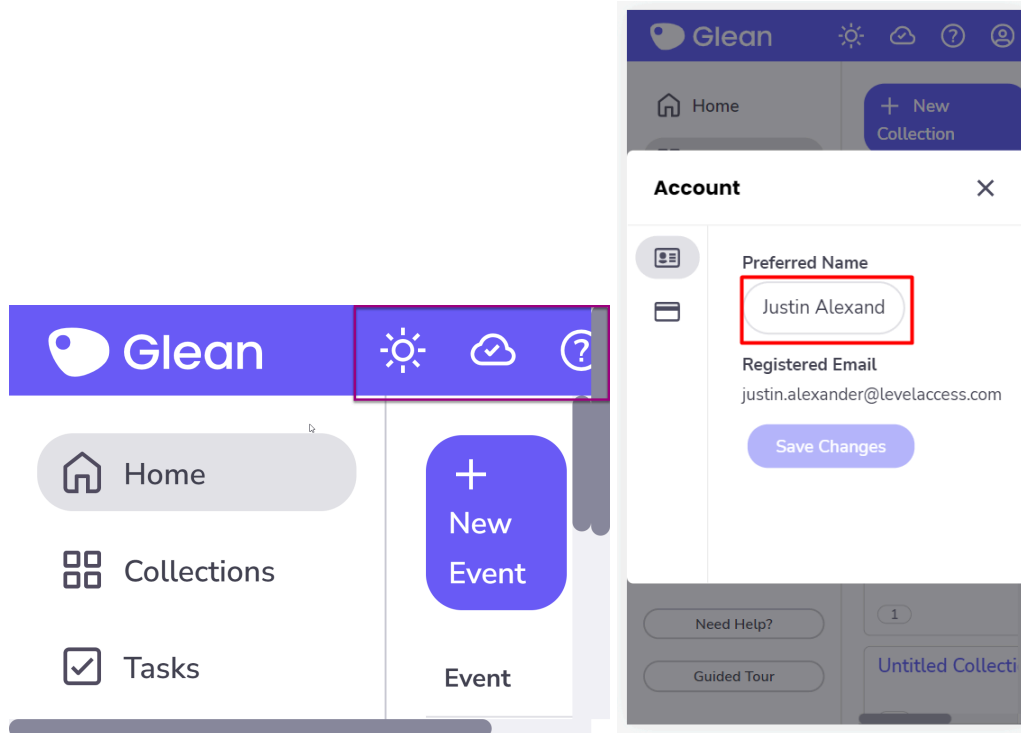 Glean
Home
Collections
Tasks
+
New
Event
Event
Glean
Home
+ New
Collection
Account
Preferred Name
Justin Alexand
Registered Email
justin.alexander@levelaccess.com
Save Changes
Need Help?
Guided Tour
1
Untitled Collecti